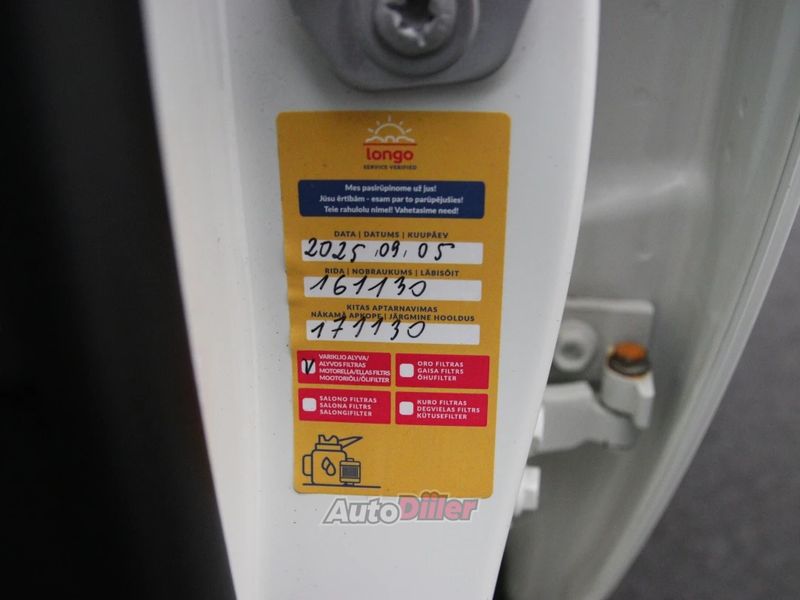 longo
SERVICE VERIFIED
Mes pasirūpinome už jus!
Jūsu ērtībām - esam par to parūpējušies!
Teie rahulolu nimel! Vahetasime need!
DATA | DATUMS | KUUPÄEV
2025.09.05
RIDA | NOBRAUKUMS | LÄBISÕIT
161130
KITAS APTARNAVIMAS
NĀKAMĀ APKOPE | JÄRGMINE HOOLDUS
171130
V
VARIKLIO ALYVA/
ALYVOS FILTRAS
MOTOREĻĻA/EĻĻAS FILTRS
MOOTORIÕLI/ÕLIFILTER
ORO FILTRAS
GAISA FILTRS
ÕHUFILTER
SALONO FILTRAS
SALONA FILTRS
SALONGIFILTER
KURO FILTRAS
DEGVIELAS FILTRS
KÜTUSEFILTER
AutoDiller